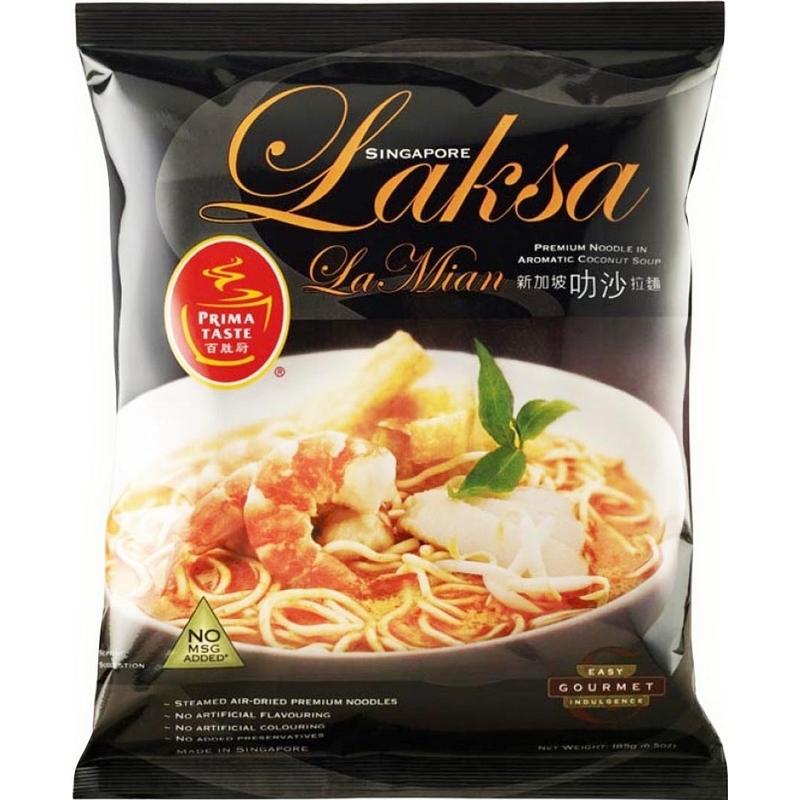 SINGAPORE
Laksa
La Mian
PREMIUM NOODLE IN
AROMATIC COCONUT SOUP
新加坡叻沙拉麵
PRIMA
TASTE
百胜厨
®
NO
MSG
ADDED*
SUGGESTION
~ STEAMED AIR-DRIED PREMIUM NOODLES
~ NO ARTIFICIAL FLAVOURING
~ NO ARTIFICIAL COLOURING
~ NO ADDED PRESERVATIVES
MADE IN SINGAPORE
EASY
GOURMET
INDULGENCE
NET WEIGHT: 185g (6.5oz)